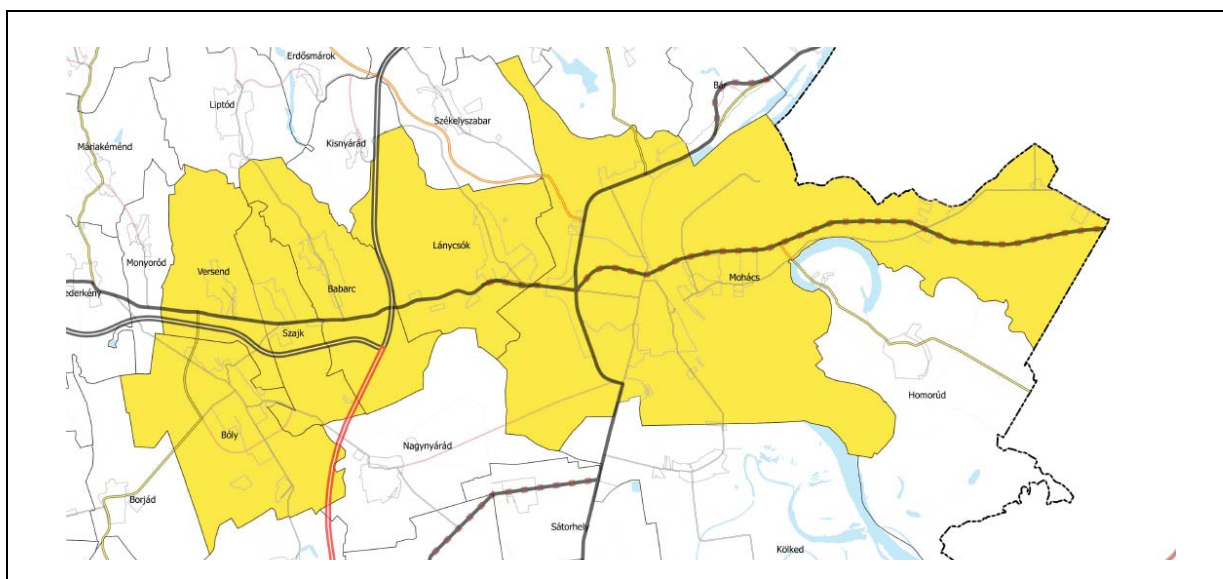 Erdősmárok
Bár
Liptód
Székelyszabar
Máriakéménd
Kisnyárád
Lánycsók
Monyoród
Versend
Babarc
Mohács
ederkény
Szajk
Homorúd
Bóly
Nagynyárád
Borjád
Sátorhely
Kölked